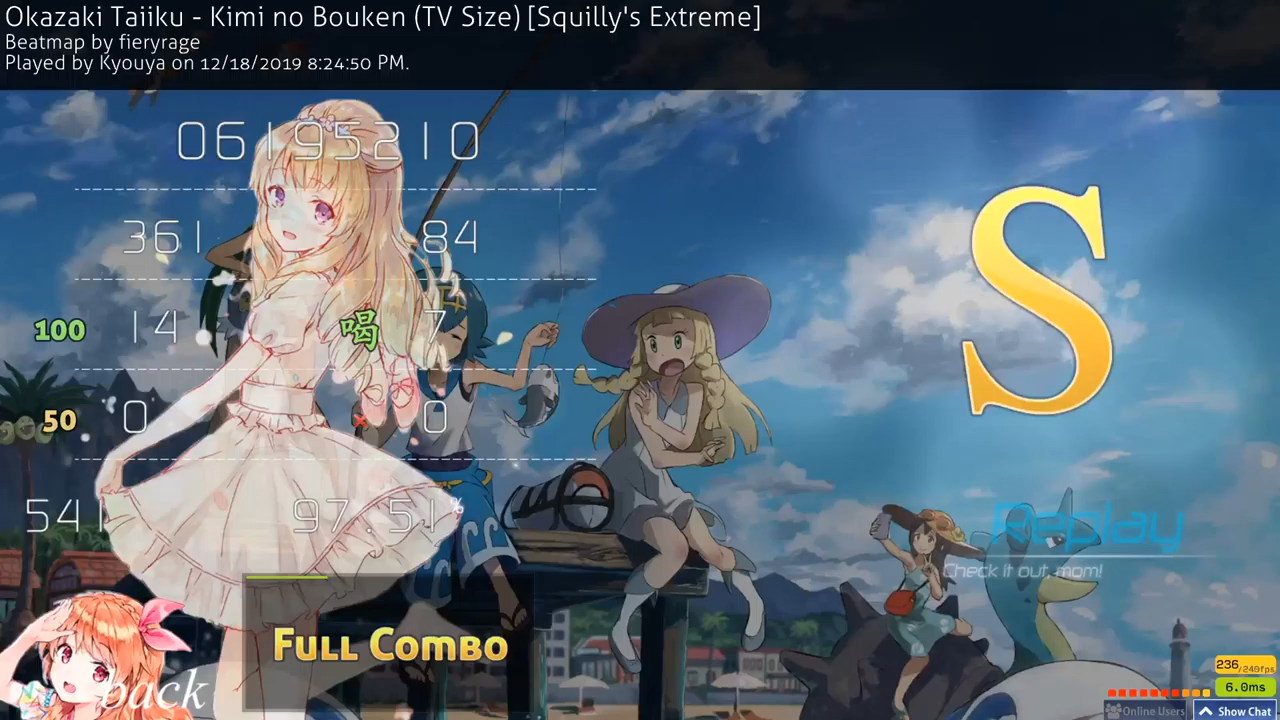 Okazaki Taiiku - Kimi no Bouken (TV Size) [Squilly's Extreme]
Beatmap by fieryrage
Played by Kyouya on 12/18/2019 8:24:50 PM.
06195210
361 84
100 14 喝 7
50 0 × 0
541 97.51%
S
Replay
Check it out, mom!
Full Combo
back
236/240fps
6.0ms
Online Users Show Chat